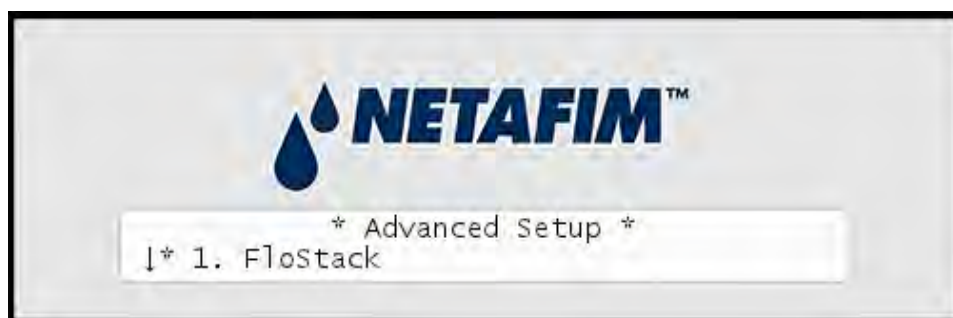 NETAFIM™
* Advanced Setup *
↓* 1. FloStack